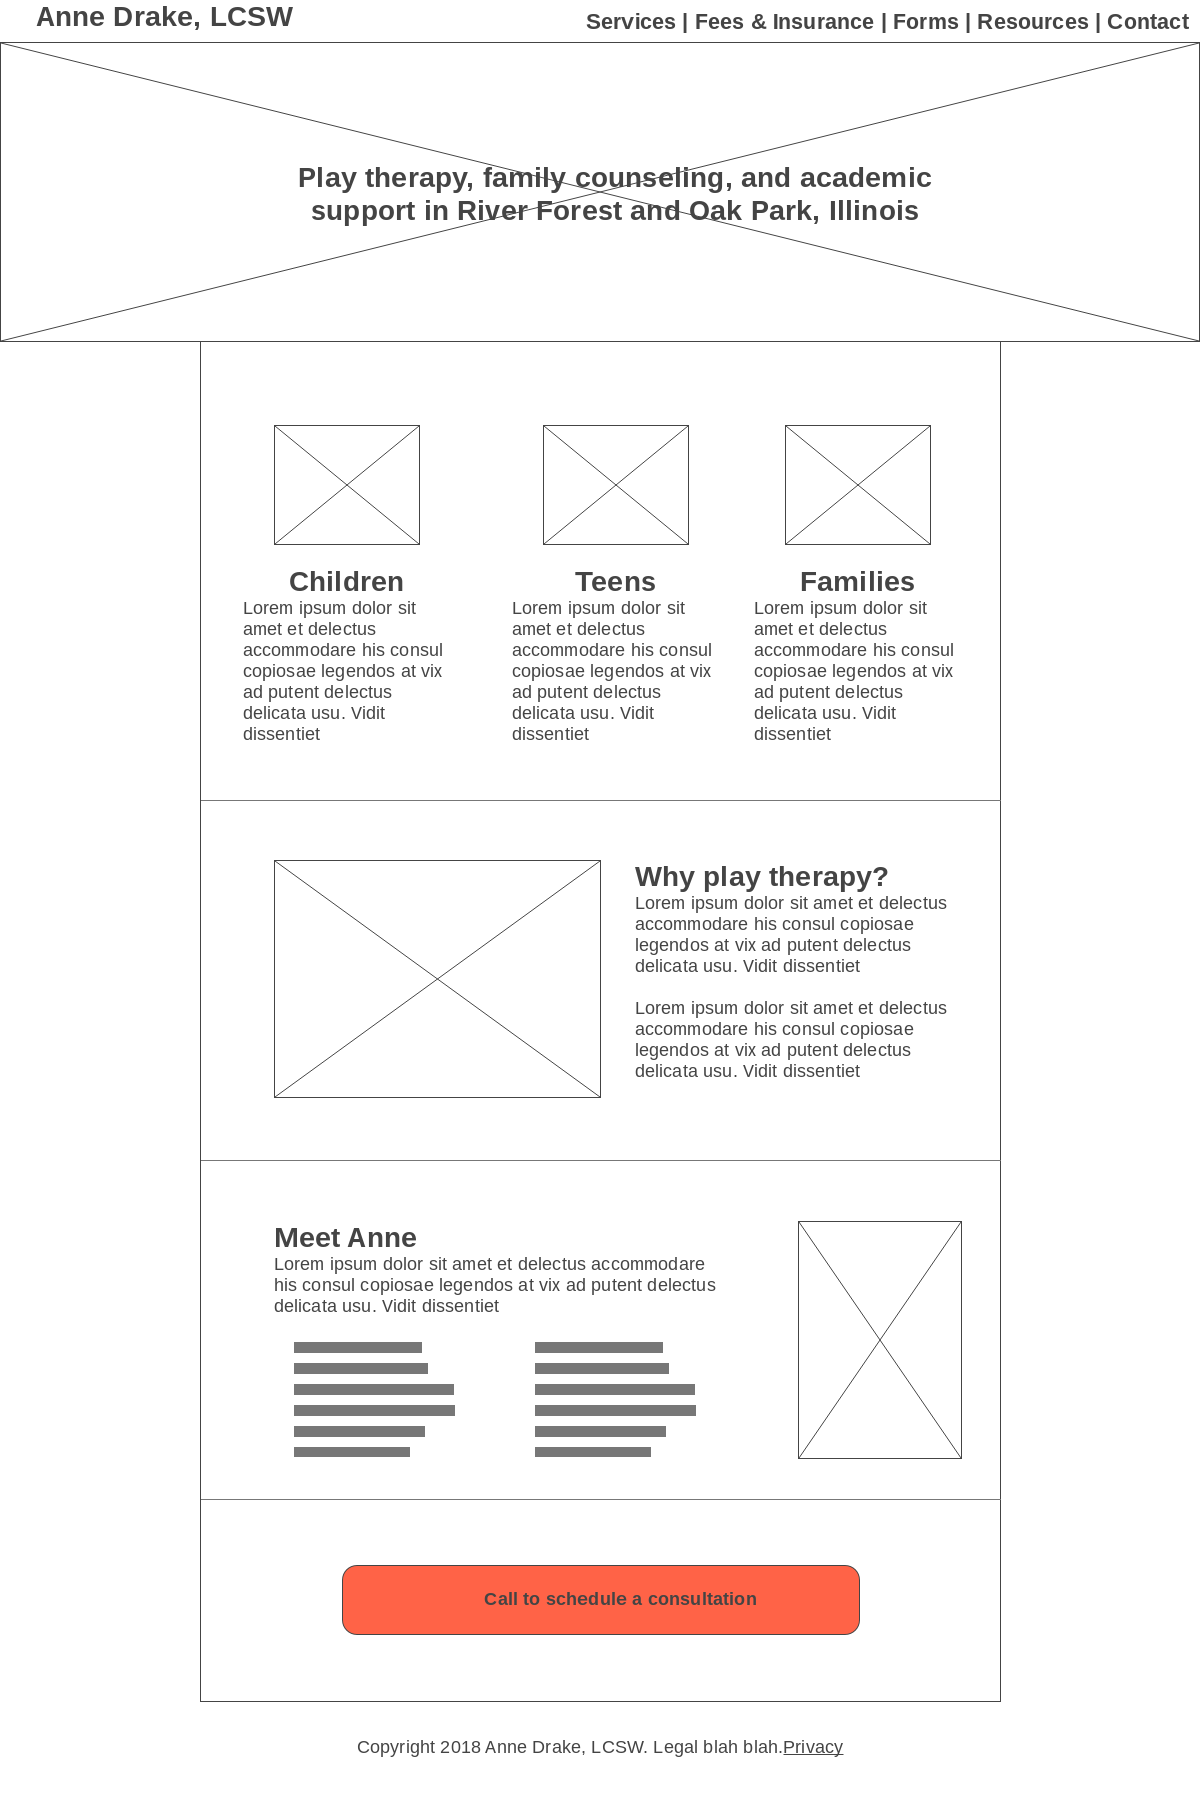 Anne Drake, LCSW
Services | Fees & Insurance | Forms | Resources | Contact
Play therapy, family counseling, and academic
support in River Forest and Oak Park, Illinois
Children
Lorem ipsum dolor sit
amet et delectus
accommodare his consul
copiosae legendos at vix
ad putent delectus
delicata usu. Vidit
dissentiet
Teens
Lorem ipsum dolor sit
amet et delectus
accommodare his consul
copiosae legendos at vix
ad putent delectus
delicata usu. Vidit
dissentiet
Families
Lorem ipsum dolor sit
amet et delectus
accommodare his consul
copiosae legendos at vix
ad putent delectus
delicata usu. Vidit
dissentiet
Why play therapy?
Lorem ipsum dolor sit amet et delectus
accommodare his consul copiosae
legendos at vix ad putent delectus
delicata usu. Vidit dissentiet
Lorem ipsum dolor sit amet et delectus
accommodare his consul copiosae
legendos at vix ad putent delectus
delicata usu. Vidit dissentiet
Meet Anne
Lorem ipsum dolor sit amet et delectus accommodare
his consul copiosae legendos at vix ad putent delectus
delicata usu. Vidit dissentiet
Call to schedule a consultation
Copyright 2018 Anne Drake, LCSW. Legal blah blah.Privacy